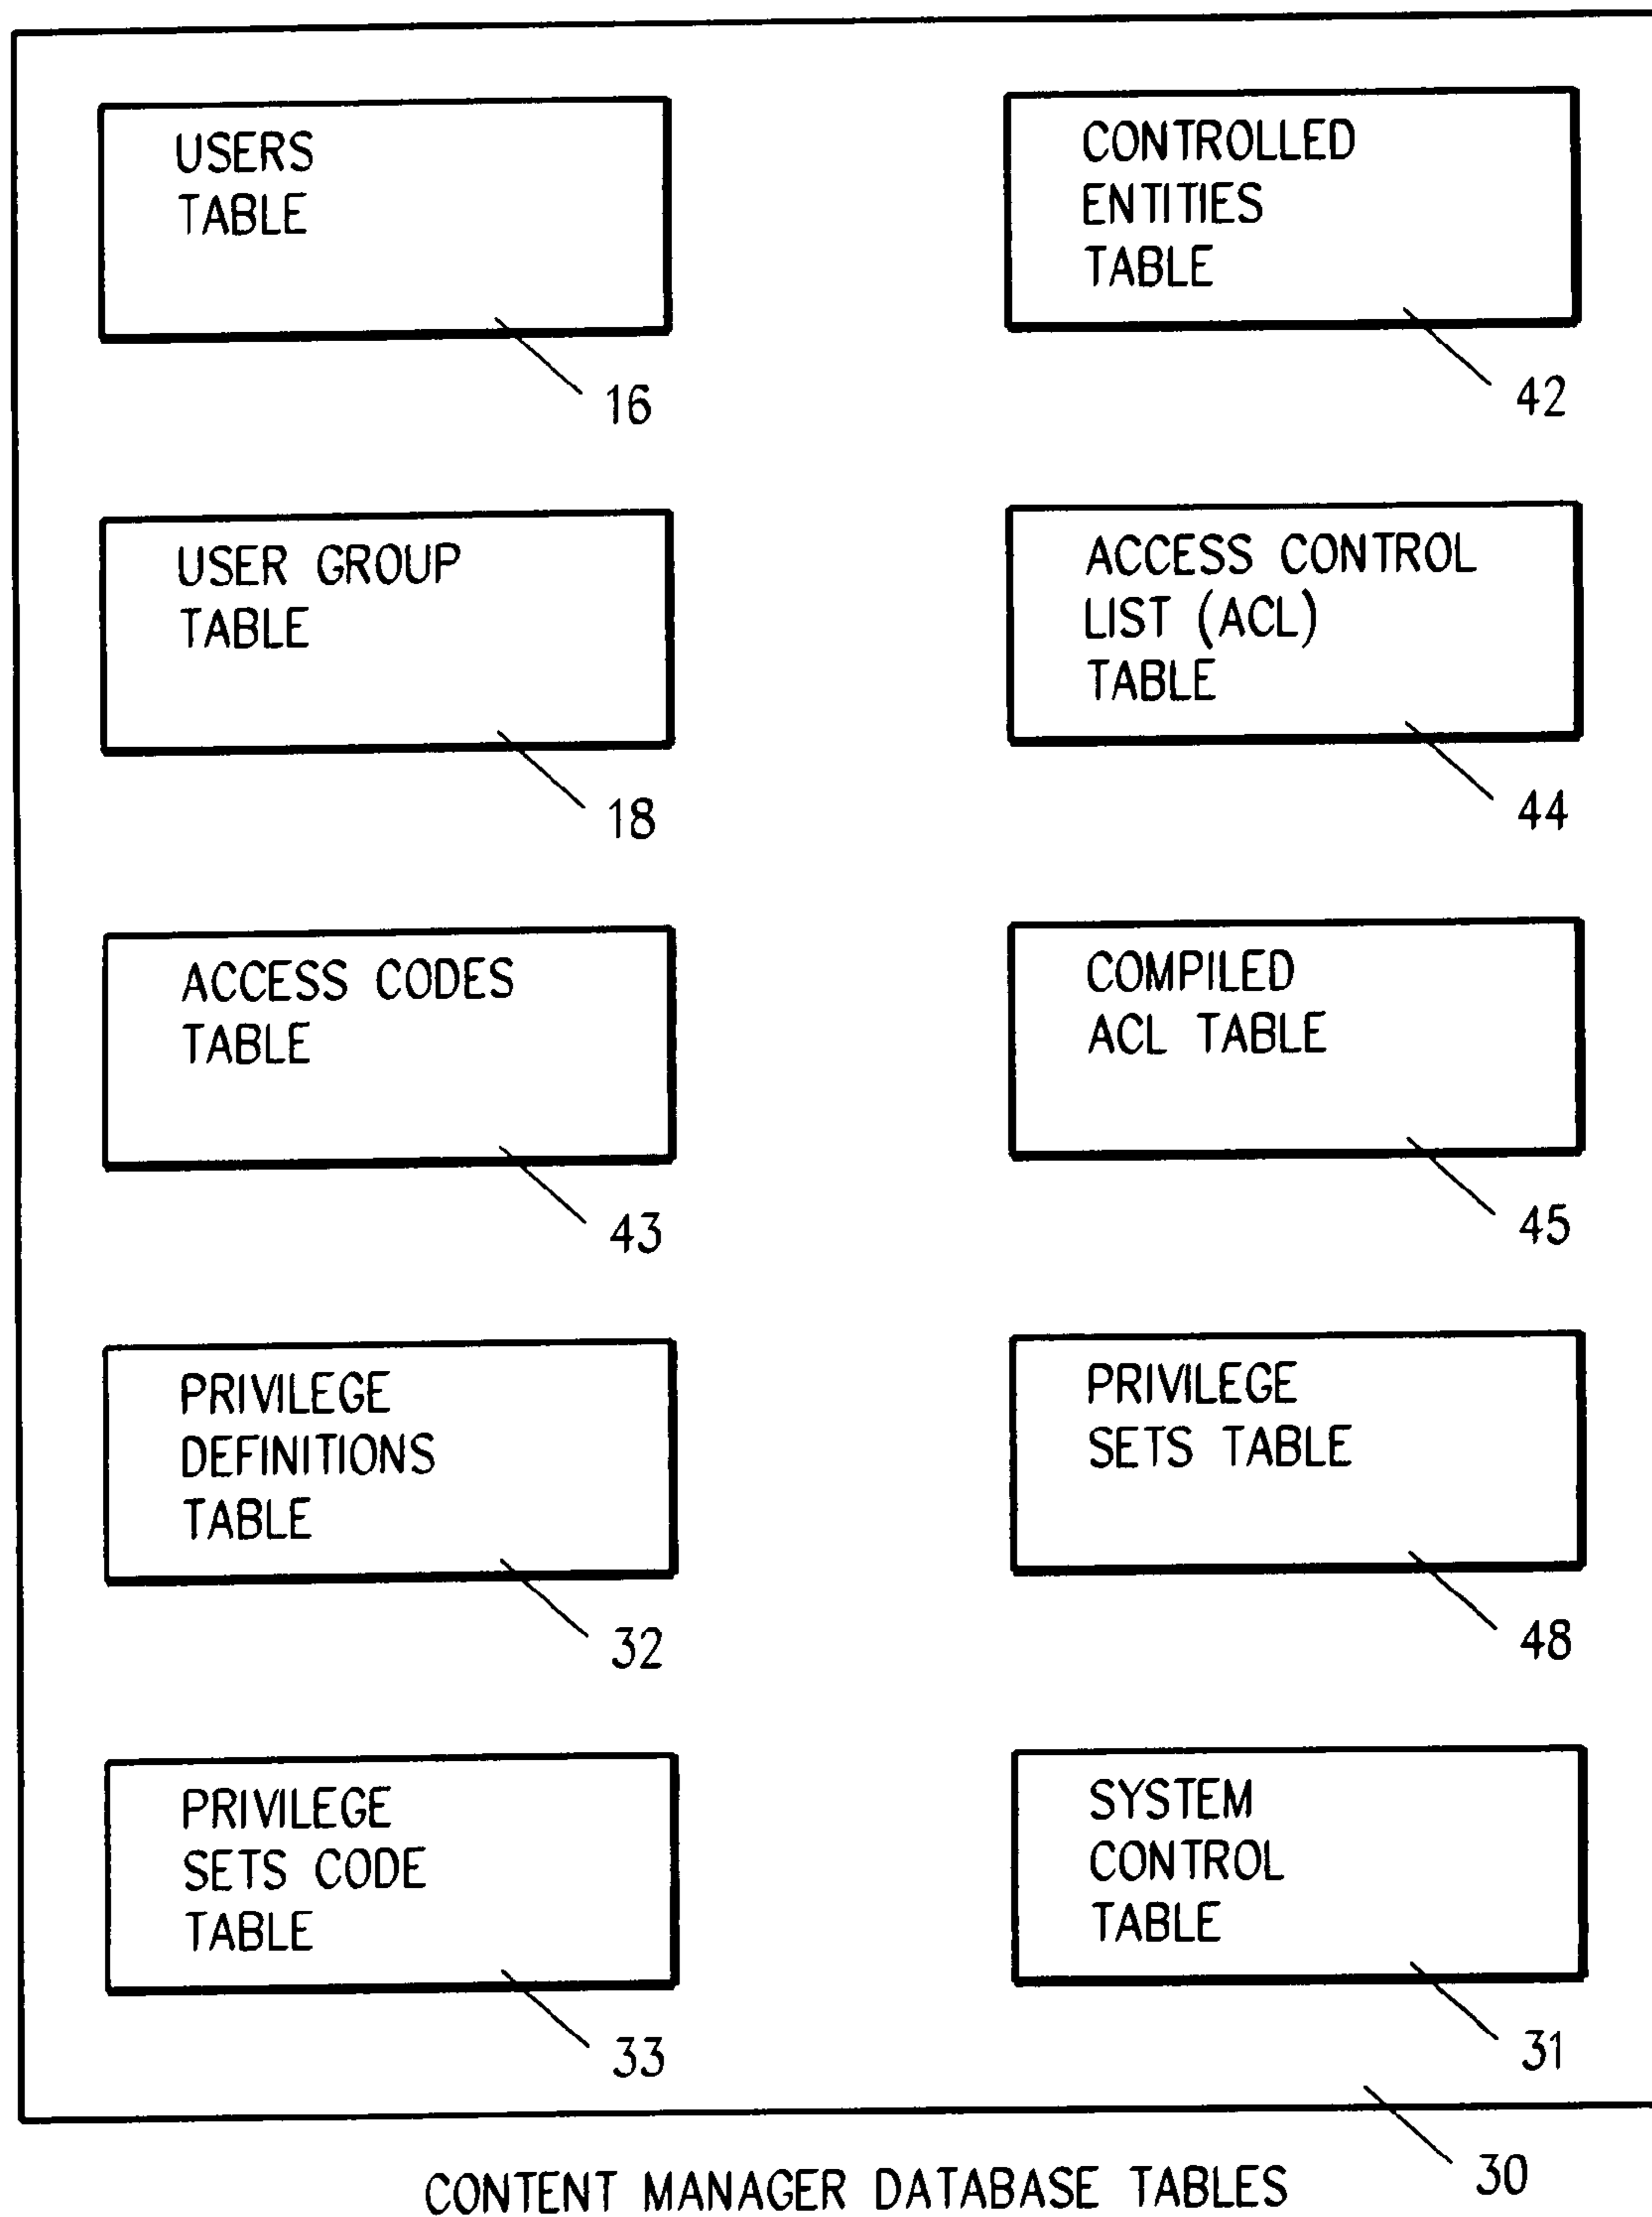 USERS
TABLE
16
CONTROLLED
ENTITIES
TABLE
42
USER GROUP
TABLE
18
ACCESS CONTROL
LIST (ACL)
TABLE
44
ACCESS CODES
TABLE
43
COMPILED
ACL TABLE
45
PRIVILEGE
DEFINITIONS
TABLE
32
PRIVILEGE
SETS TABLE
48
PRIVILEGE
SETS CODE
TABLE
33
SYSTEM
CONTROL
TABLE
31
30
CONTENT MANAGER DATABASE TABLES